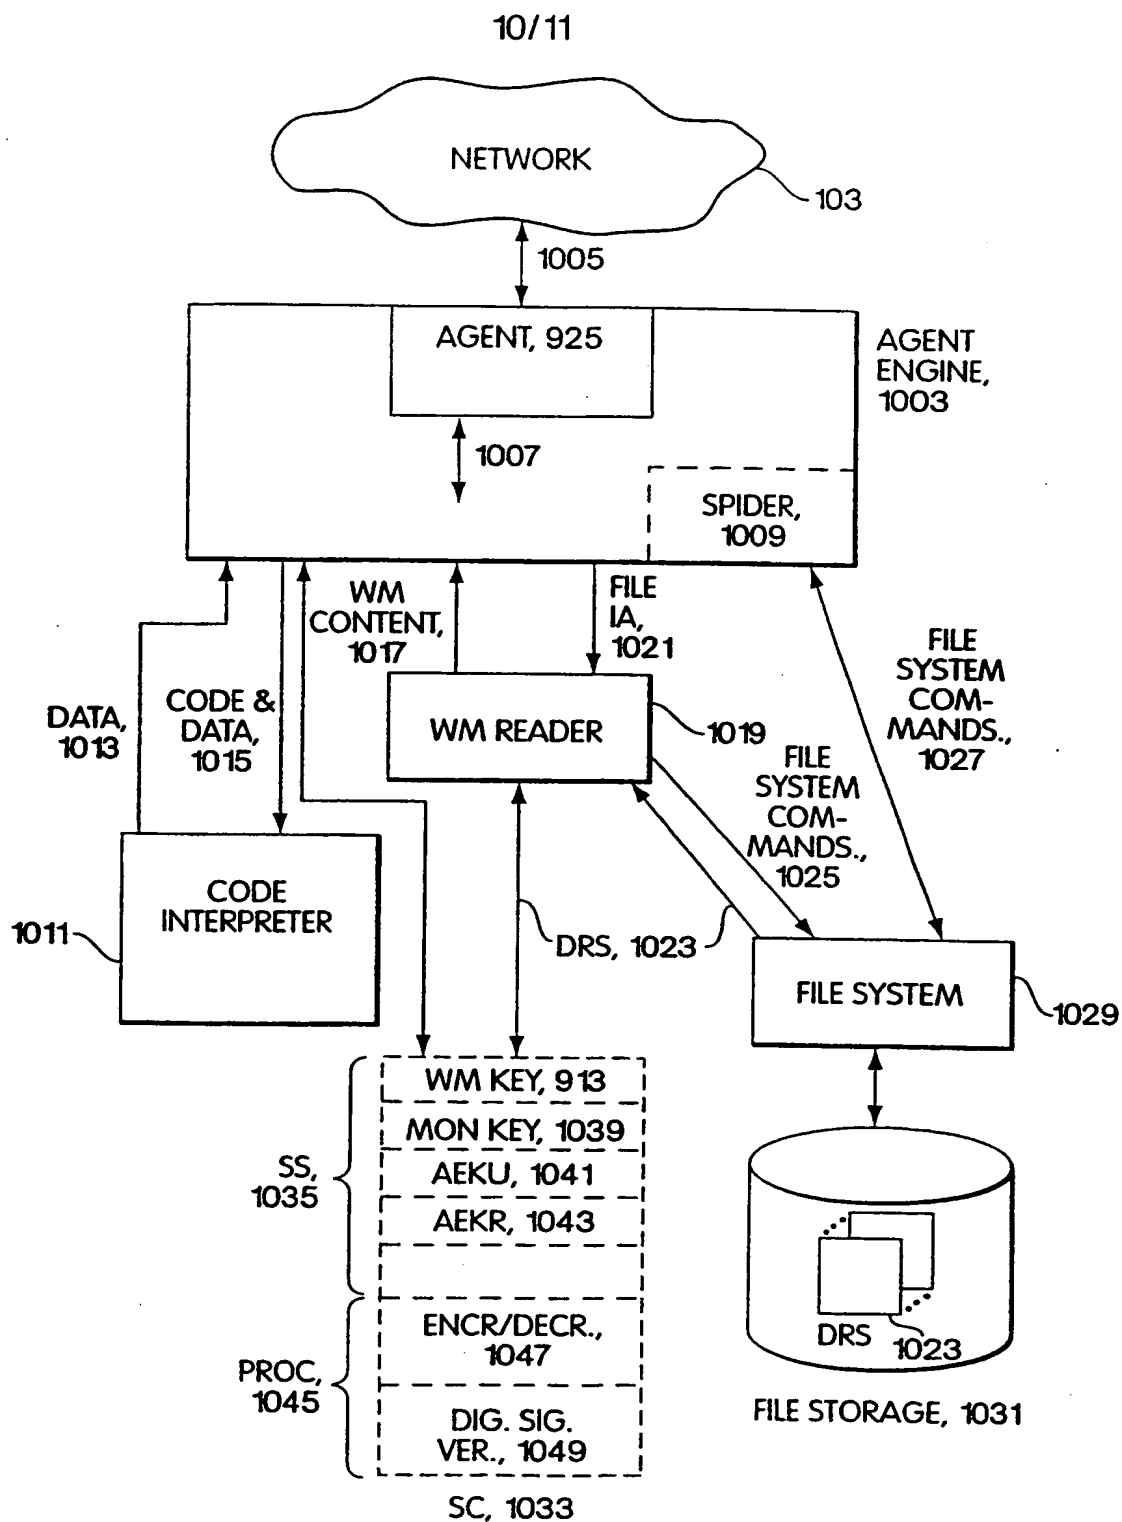 10/11
NETWORK
103
1005
AGENT, 925
AGENT
ENGINE,
1003
1007
SPIDER,
1009
WM
CONTENT,
1017
FILE
IA,
1021
FILE
SYSTEM
COM-
MANDS.,
1027
DATA,
1013
CODE &
DATA,
1015
WM READER
1019
FILE
SYSTEM
COM-
MANDS.,
1025
CODE
INTERPRETER
1011
DRS, 1023
FILE SYSTEM
1029
WM KEY, 913
MON KEY, 1039
AEKU, 1041
AEKR, 1043
SS,
1035
ENCR/DECR.,
1047
PROC,
1045
DIG. SIG.
VER., 1049
SC, 1033
DRS 1023
FILE STORAGE, 1031